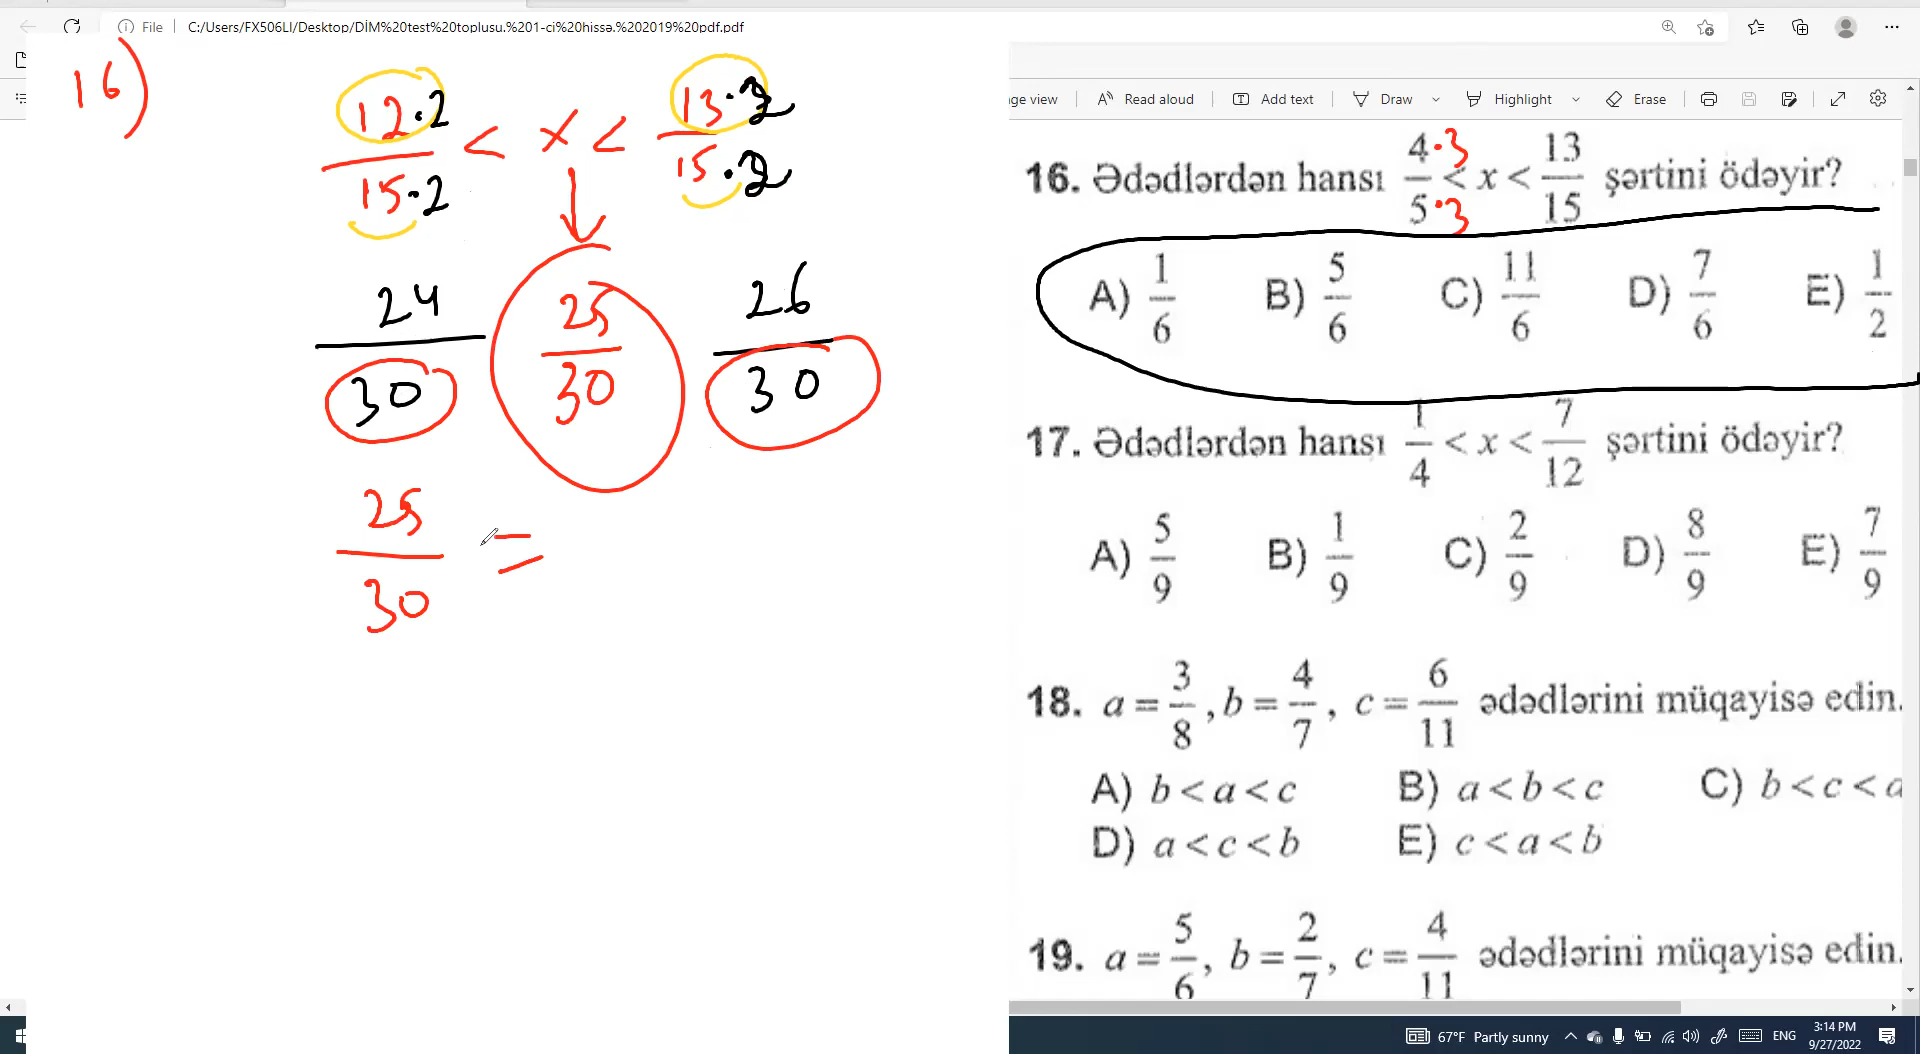 File C:/Users/FX506LI/Desktop/DİM%20test%20toplusu.%201-ci%20hissə.%202019%20pdf.pdf
16)
12·2/15·2 < x < 13·2/15·2
24/30 25/30 26/30
25/30 =
ge view Read aloud Add text Draw Highlight Erase
16. Ədədlərdən hansı 4·3/5·3 < x < 13/15 şərtini ödəyir?
A) 1/6 B) 5/6 C) 11/6 D) 7/6 E) 1/2
17. Ədədlərdən hansı 1/4 < x < 7/12 şərtini ödəyir?
A) 5/9 B) 1/9 C) 2/9 D) 8/9 E) 7/9
18. a = 3/8, b = 4/7, c = 6/11 ədədlərini müqayisə edin.
A) b < a < c B) a < b < c C) b < c < a
D) a < c < b E) c < a < b
19. a = 5/6, b = 2/7, c = 4/11 ədədlərini müqayisə edin.
67°F Partly sunny ENG 3:14 PM
9/27/2022